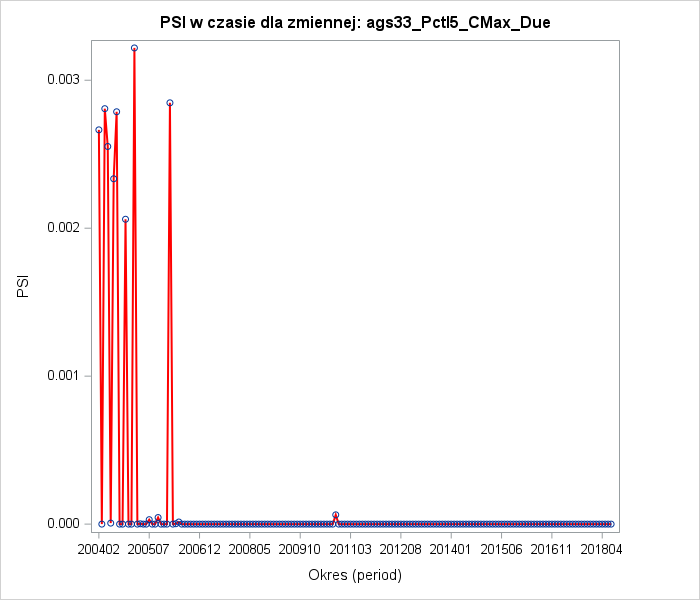 PSI w czasie dla zmiennej: ags33_Pctl5_CMax_Due
0.003
0.002
PSI
0.001
0.000
200402 200507 200612 200805 200910 201103 201208 201401 201506 201611 201804
Okres (period)